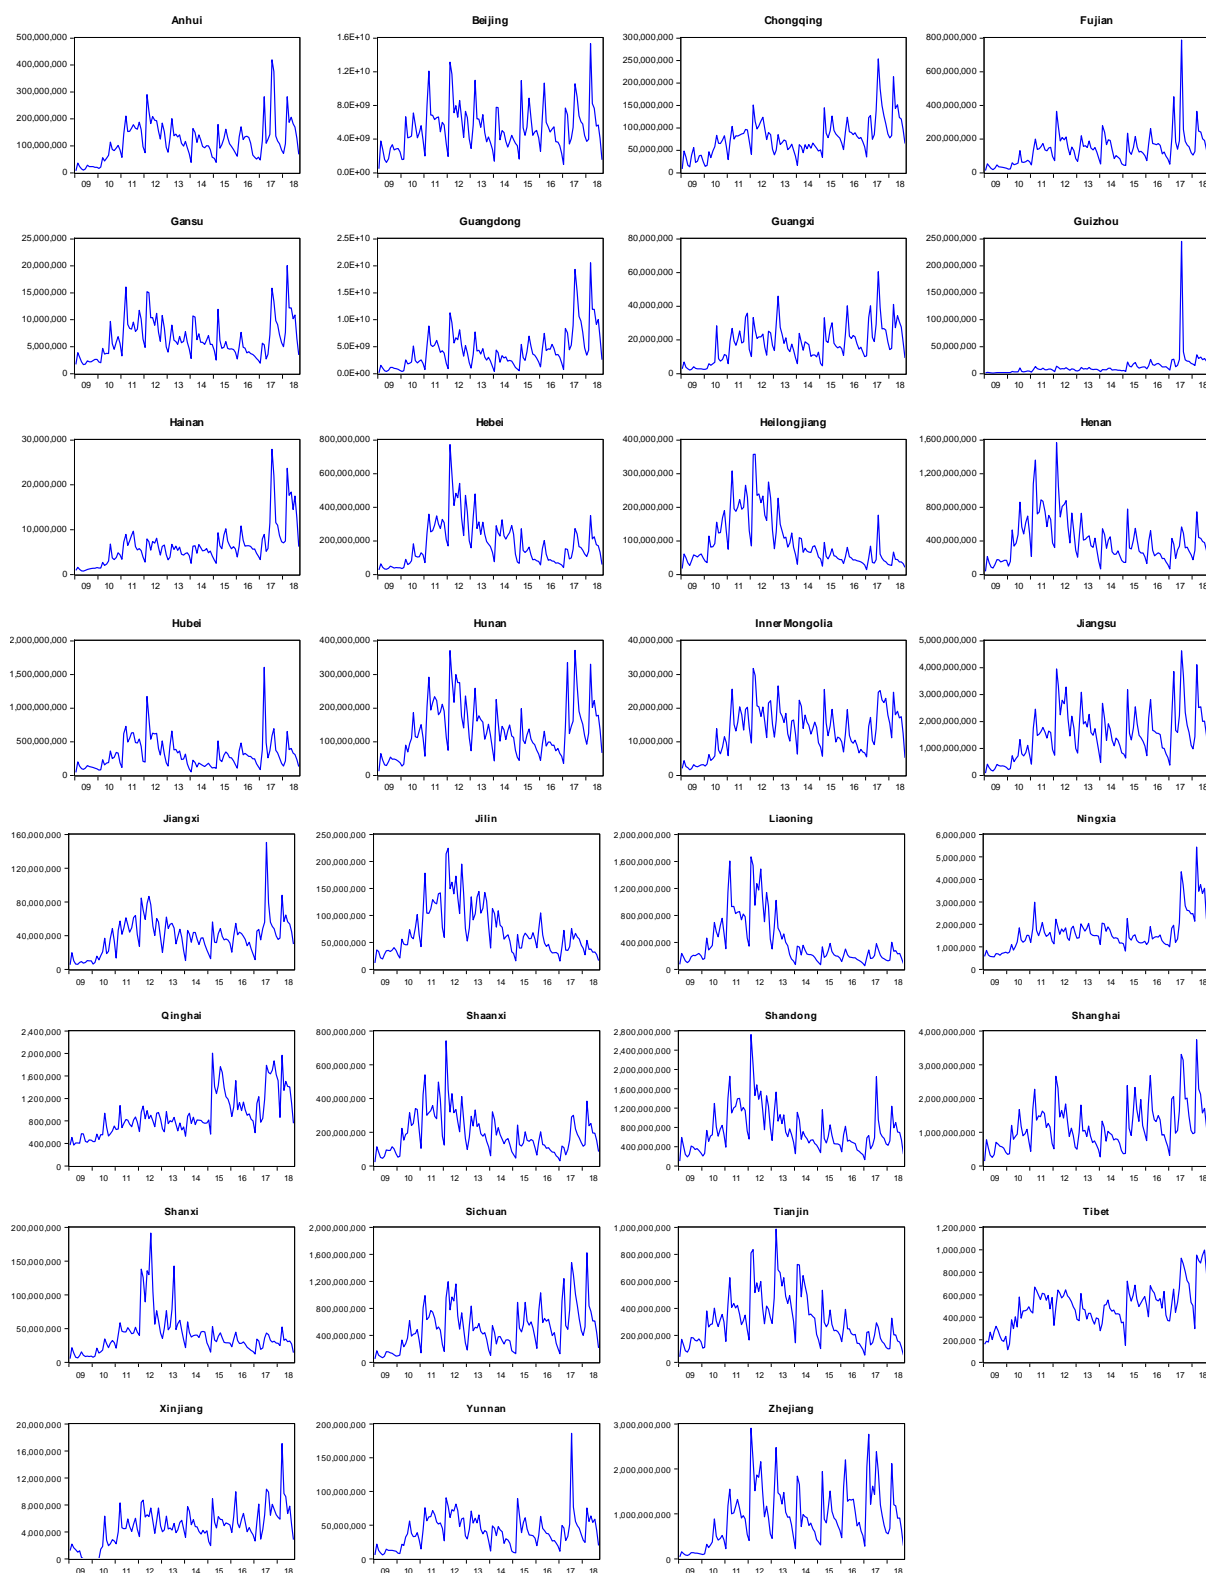 Anhui Beijing Chongqing Fujian
500,000,000 1.6E+10 300,000,000 800,000,000
400,000,000 1.2E+10 250,000,000 600,000,000
300,000,000 8.0E+09 200,000,000 400,000,000
200,000,000 4.0E+09 150,000,000 200,000,000
100,000,000 0.0E+00 100,000,000 0
0 50,000,000
0
09 10 11 12 13 14 15 16 17 18 09 10 11 12 13 14 15 16 17 18 09 10 11 12 13 14 15 16 17 18 09 10 11 12 13 14 15 16 17 18
Gansu Guangdong Guangxi Guizhou
25,000,000 2.5E+10 80,000,000 250,000,000
20,000,000 2.0E+10 60,000,000 200,000,000
15,000,000 1.5E+10 40,000,000 150,000,000
10,000,000 1.0E+10 20,000,000 100,000,000
5,000,000 5.0E+09 0 50,000,000
0 0.0E+00 0
09 10 11 12 13 14 15 16 17 18 09 10 11 12 13 14 15 16 17 18 09 10 11 12 13 14 15 16 17 18 09 10 11 12 13 14 15 16 17 18
Hainan Hebei Heilongjiang Henan
30,000,000 800,000,000 400,000,000 1,600,000,000
20,000,000 600,000,000 300,000,000 1,200,000,000
10,000,000 400,000,000 200,000,000 800,000,000
0 200,000,000 100,000,000 400,000,000
0 0 0
09 10 11 12 13 14 15 16 17 18 09 10 11 12 13 14 15 16 17 18 09 10 11 12 13 14 15 16 17 18 09 10 11 12 13 14 15 16 17 18
Hubei Hunan Inner Mongolia Jiangsu
2,000,000,000 400,000,000 40,000,000 5,000,000,000
1,500,000,000 300,000,000 30,000,000 4,000,000,000
1,000,000,000 200,000,000 20,000,000 3,000,000,000
500,000,000 100,000,000 10,000,000 2,000,000,000
0 0 0 1,000,000,000
0
09 10 11 12 13 14 15 16 17 18 09 10 11 12 13 14 15 16 17 18 09 10 11 12 13 14 15 16 17 18 09 10 11 12 13 14 15 16 17 18
Jiangxi Jilin Liaoning Ningxia
160,000,000 250,000,000 2,000,000,000 6,000,000
120,000,000 200,000,000 1,600,000,000 5,000,000
80,000,000 150,000,000 1,200,000,000 4,000,000
40,000,000 100,000,000 800,000,000 3,000,000
0 50,000,000 400,000,000 2,000,000
0 0 1,000,000
0
09 10 11 12 13 14 15 16 17 18 09 10 11 12 13 14 15 16 17 18 09 10 11 12 13 14 15 16 17 18 09 10 11 12 13 14 15 16 17 18
Qinghai Shaanxi Shandong Shanghai
2,400,000 800,000,000 2,800,000,000 4,000,000,000
2,000,000 600,000,000 2,400,000,000 3,000,000,000
1,600,000 400,000,000 2,000,000,000 2,000,000,000
1,200,000 200,000,000 1,600,000,000 1,000,000,000
800,000 0 1,200,000,000 0
400,000 800,000,000
0 400,000,000
0
09 10 11 12 13 14 15 16 17 18 09 10 11 12 13 14 15 16 17 18 09 10 11 12 13 14 15 16 17 18 09 10 11 12 13 14 15 16 17 18
Shanxi Sichuan Tianjin Tibet
200,000,000 2,000,000,000 1,000,000,000 1,200,000
150,000,000 1,600,000,000 800,000,000 1,000,000
100,000,000 1,200,000,000 600,000,000 800,000
50,000,000 800,000,000 400,000,000 600,000
0 400,000,000 200,000,000 400,000
0 0 200,000
0
09 10 11 12 13 14 15 16 17 18 09 10 11 12 13 14 15 16 17 18 09 10 11 12 13 14 15 16 17 18 09 10 11 12 13 14 15 16 17 18
Xinjiang Yunnan Zhejiang
20,000,000 200,000,000 3,000,000,000
16,000,000 150,000,000 2,000,000,000
12,000,000 100,000,000 1,000,000,000
8,000,000 50,000,000 0
4,000,000 0
0
09 10 11 12 13 14 15 16 17 18 09 10 11 12 13 14 15 16 17 18 09 10 11 12 13 14 15 16 17 18